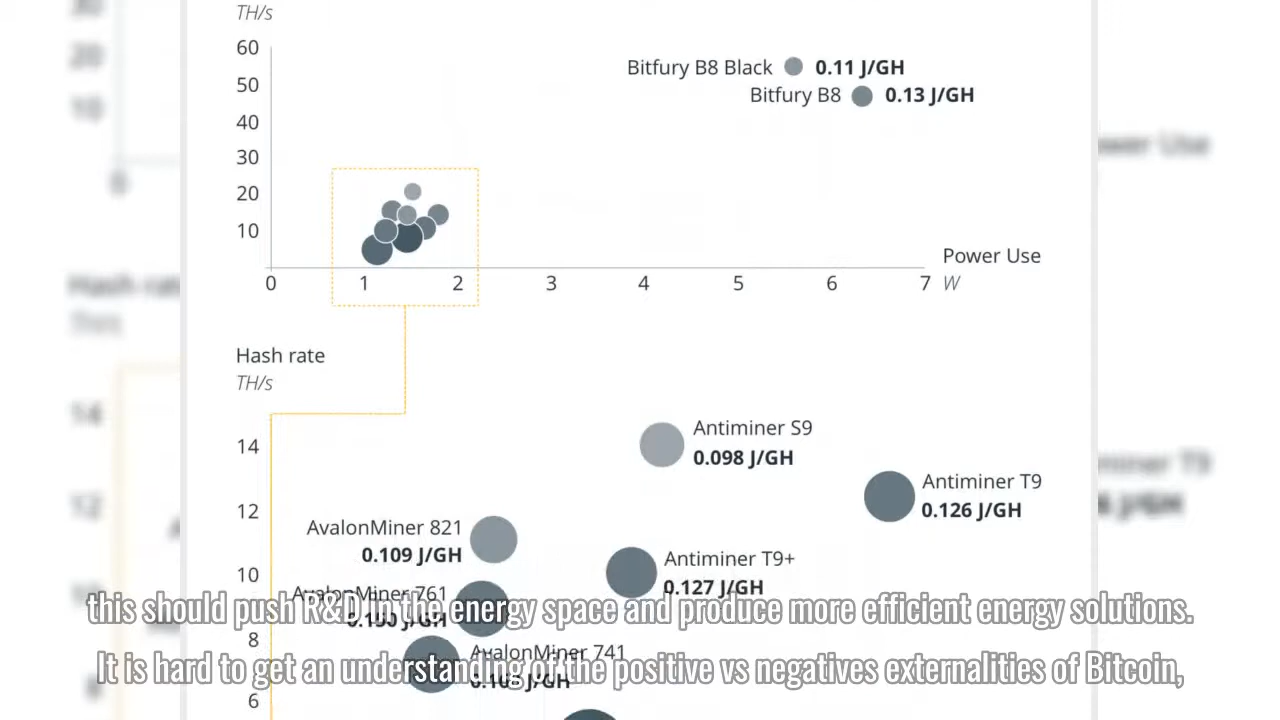 TH/s
60
Bitfury B8 Black 0.11 J/GH
50
Bitfury B8 0.13 J/GH
40
30
20
10
Power Use
0 1 2 3 4 5 6 7 W
Hash rate
TH/s
Antiminer S9
14
0.098 J/GH
Antiminer T9
12
0.126 J/GH
AvalonMiner 821
0.109 J/GH
Antiminer T9+
10
0.127 J/GH
AvalonMiner 761
this should push R&D in the energy space and produce more efficient energy solutions.
8
AvalonMiner 741
It is hard to get an understanding of the positive vs negatives externalities of Bitcoin,
6